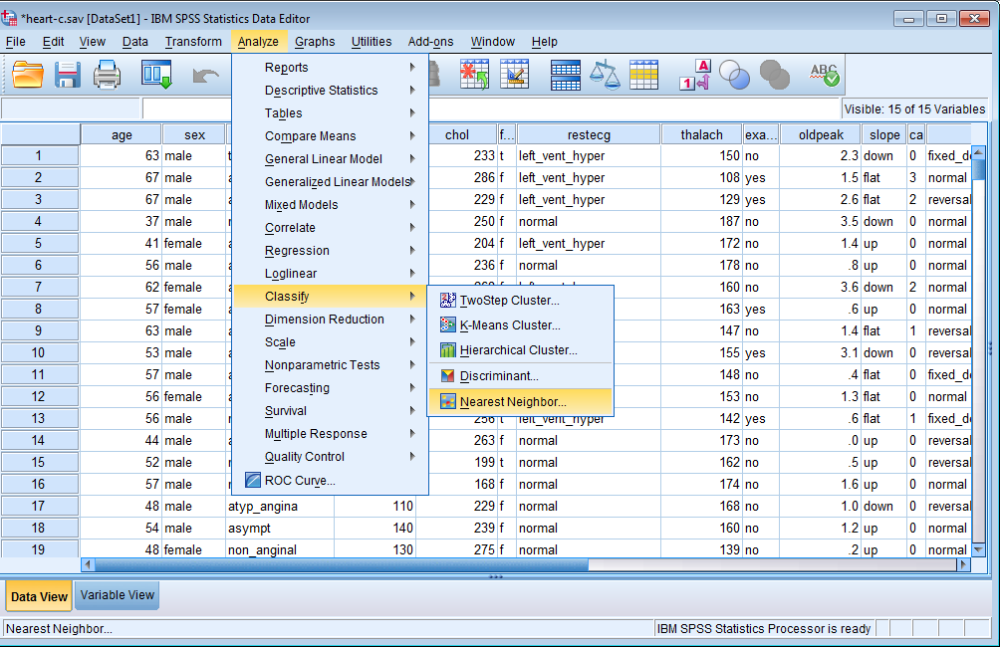 *heart-c.sav [DataSet1] - IBM SPSS Statistics Data Editor
File Edit View Data Transform Analyze Graphs Utilities Add-ons Window Help
1 A
ABC
Visible: 15 of 15 Variables
Reports
Descriptive Statistics
Tables
Compare Means
General Linear Model
Generalized Linear Models
Mixed Models
Correlate
Regression
Loglinear
Classify
Dimension Reduction
Scale
Nonparametric Tests
Forecasting
Survival
Multiple Response
Quality Control
ROC Curve...
TwoStep Cluster...
K-Means Cluster...
Hierarchical Cluster...
Discriminant...
Nearest Neighbor...
age sex chol f... restecg thalach exa... oldpeak slope ca
1 63 male t 233 t left_vent_hyper 150 no 2.3 down 0 fixed_de
2 67 male 286 f left_vent_hyper 108 yes 1.5 flat 3 normal
3 67 male 229 f left_vent_hyper 129 yes 2.6 flat 2 reversal
4 37 male 250 f normal 187 no 3.5 down 0 normal
5 41 female 204 f left_vent_hyper 172 no 1.4 up 0 normal
6 56 male 236 f normal 178 no .8 up 0 normal
7 62 female 160 no 3.6 down 2 normal
8 57 female 163 yes .6 up 0 normal
9 63 male 147 no 1.4 flat 1 reversal
10 53 male 155 yes 3.1 down 0 reversal
11 57 male 148 no .4 flat 0 fixed_de
12 56 female 153 no 1.3 flat 0 normal
13 56 male 256 t left_vent_hyper 142 yes .6 flat 1 fixed_de
14 44 male 263 f normal 173 no .0 up 0 reversal
15 52 male 199 t normal 162 no .5 up 0 reversal
16 57 male 168 f normal 174 no 1.6 up 0 normal
17 48 male atyp_angina 110 229 f normal 168 no 1.0 down 0 reversal
18 54 male asympt 140 239 f normal 160 no 1.2 up 0 normal
19 48 female non_anginal 130 275 f normal 139 no .2 up 0 normal
Data View Variable View
Nearest Neighbor... IBM SPSS Statistics Processor is ready